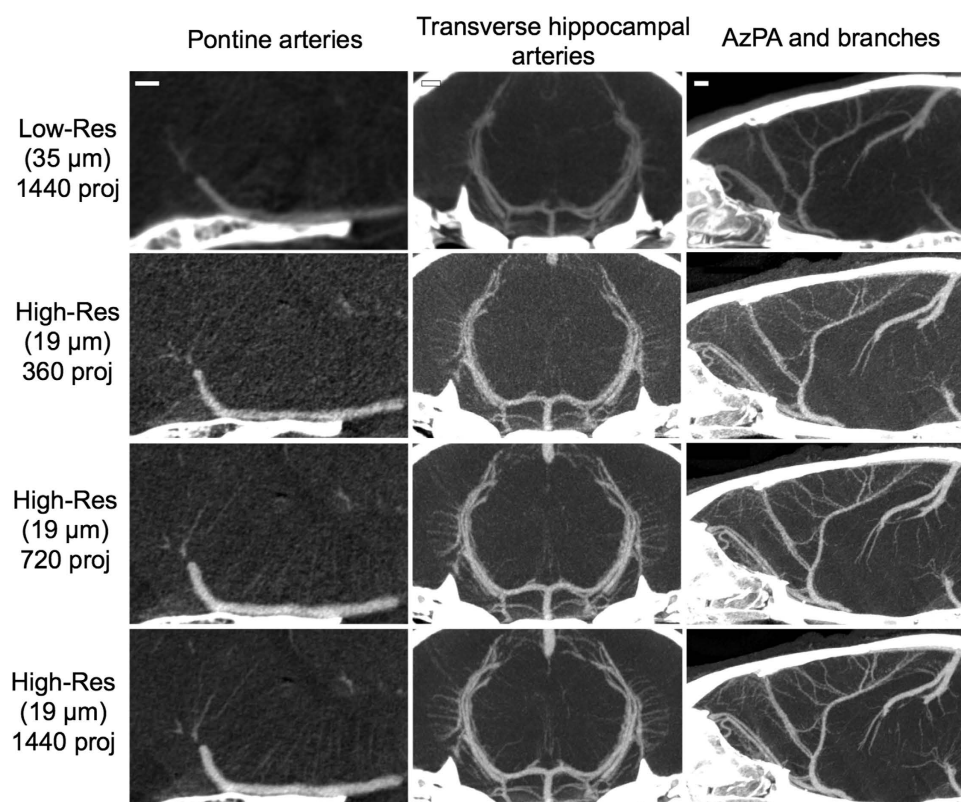 Pontine arteries
Transverse hippocampal
arteries
AzPA and branches
Low-Res
(35 µm)
1440 proj
High-Res
(19 µm)
360 proj
High-Res
(19 µm)
720 proj
High-Res
(19 µm)
1440 proj